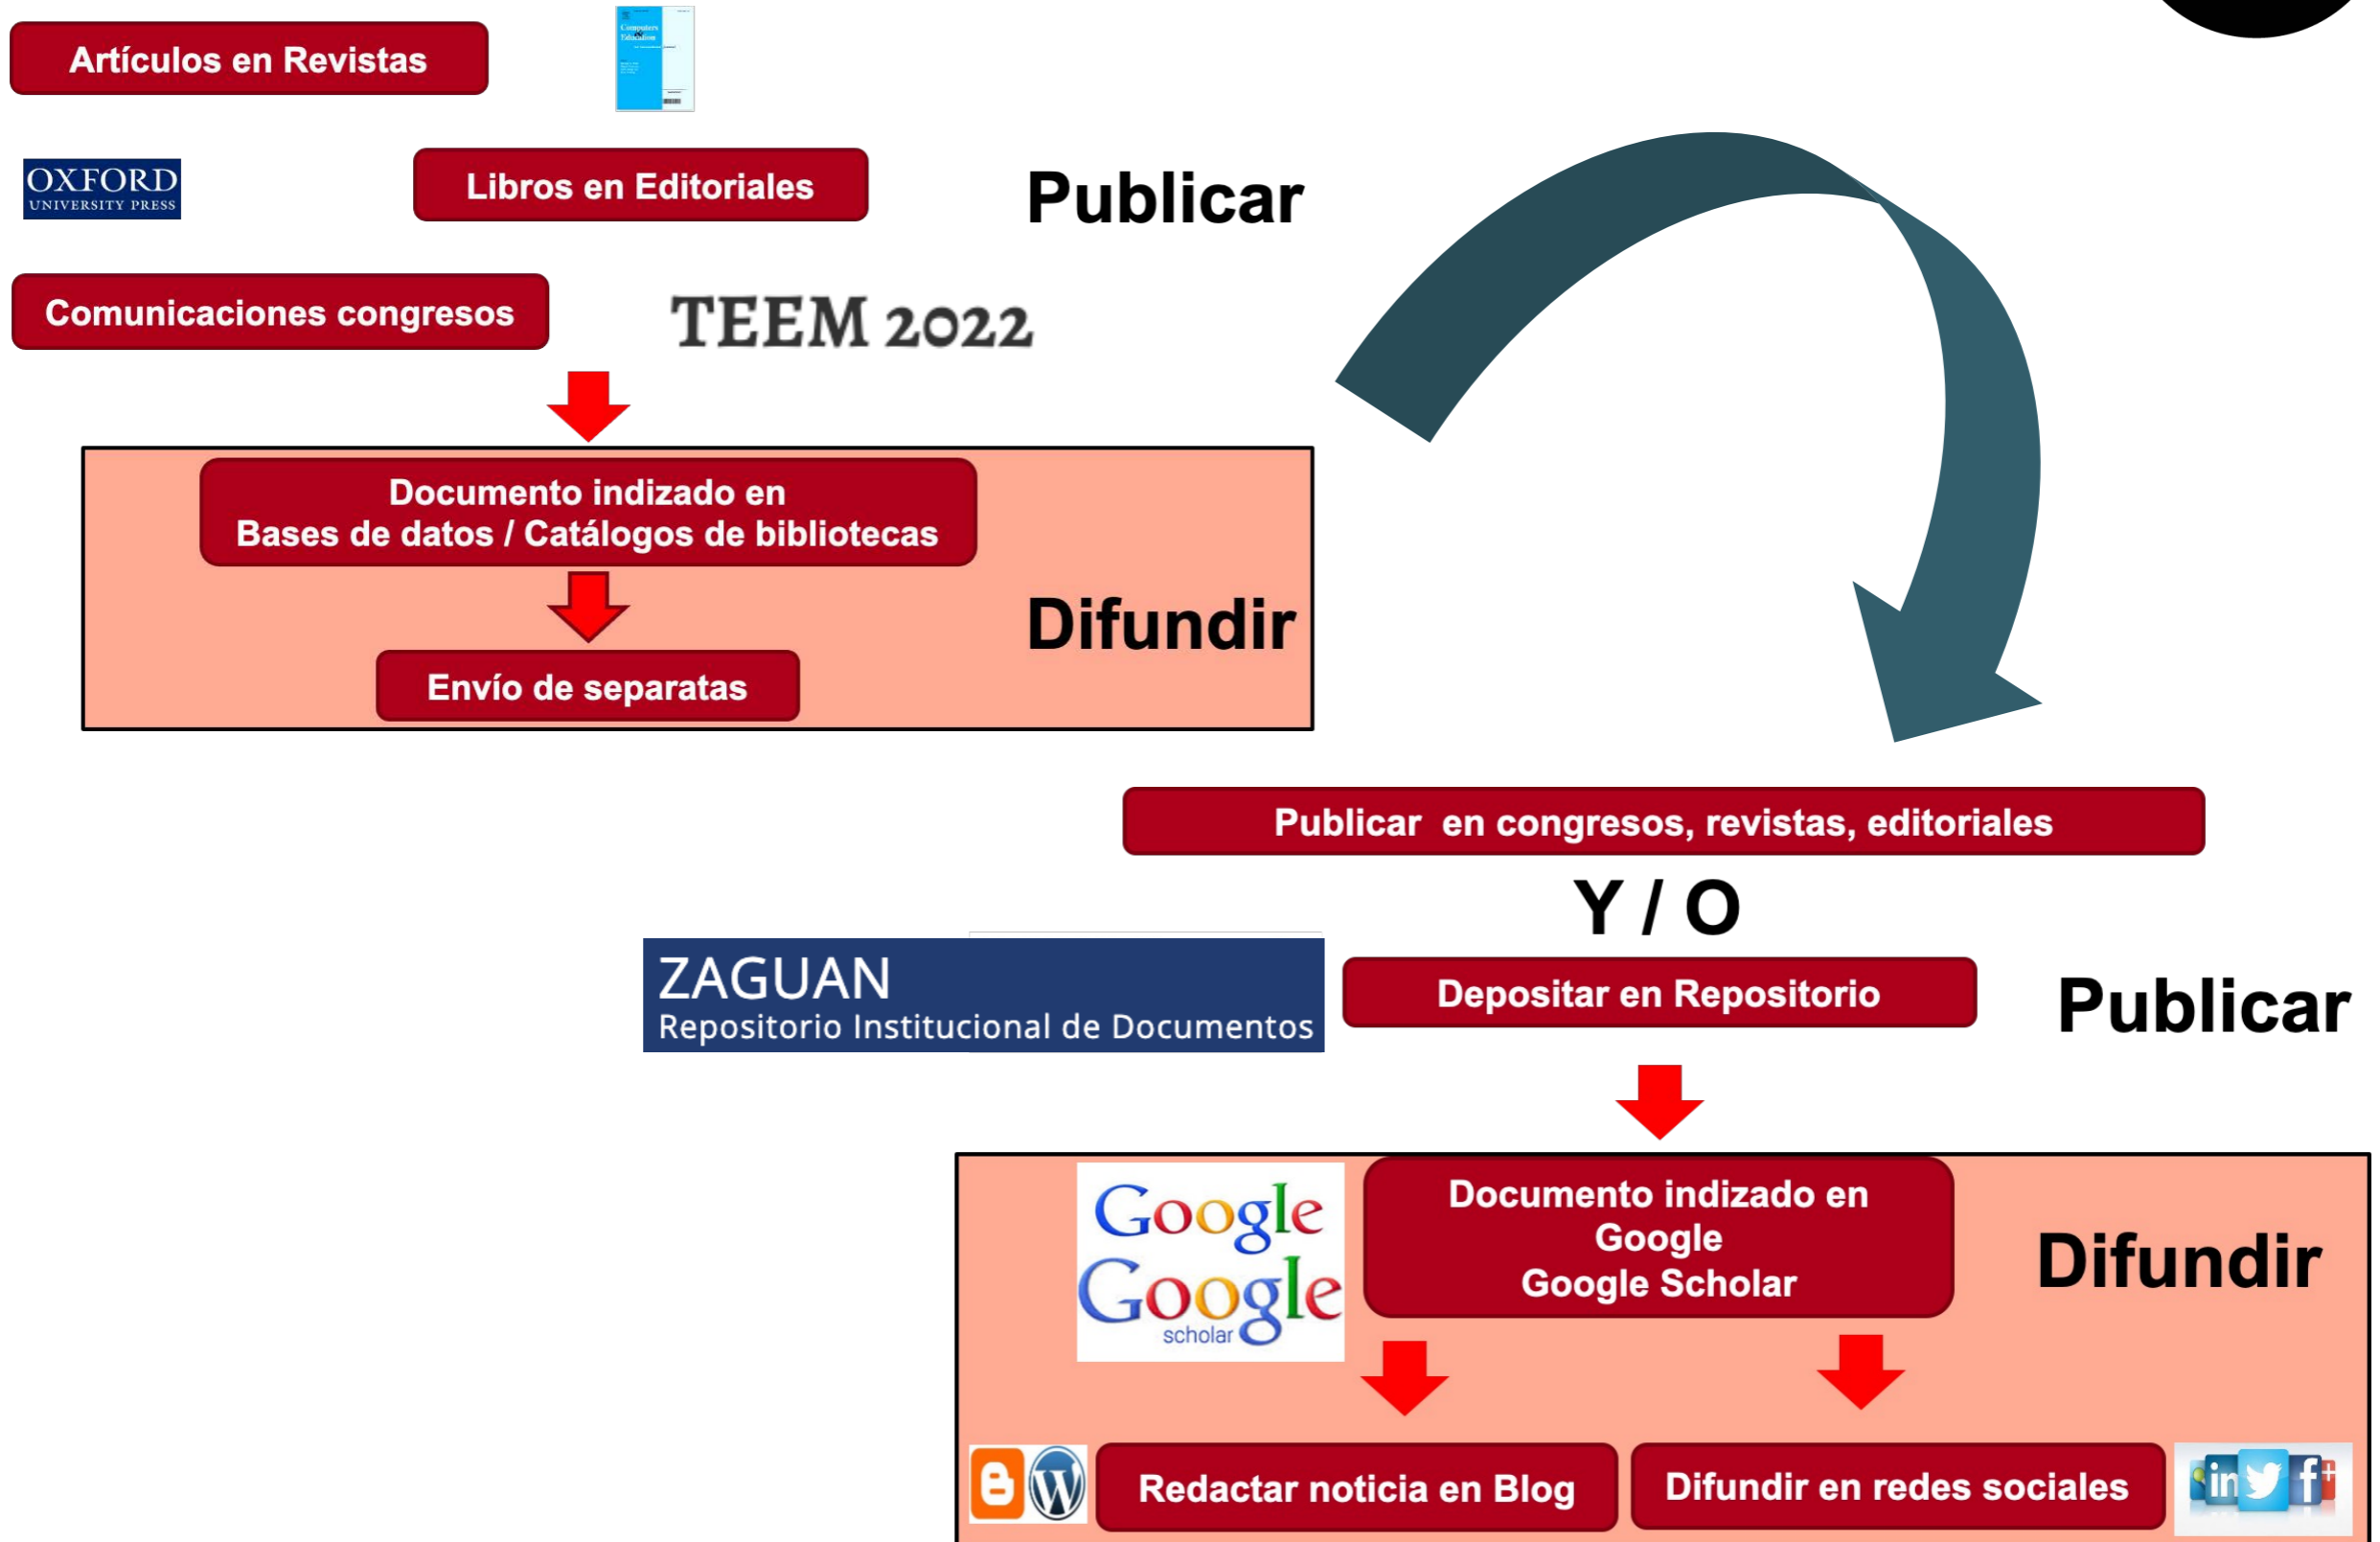 Artículos en Revistas
Computers
Education
OXFORD
UNIVERSITY PRESS
Libros en Editoriales
Publicar
Comunicaciones congresos
TEEM 2022
Documento indizado en
Bases de datos / Catálogos de bibliotecas
Difundir
Envío de separatas
Publicar en congresos, revistas, editoriales
Y / O
ZAGUAN
Repositorio Institucional de Documentos
Depositar en Repositorio
Publicar
Google
Google
scholar
Documento indizado en
Google
Google Scholar
Difundir
Redactar noticia en Blog
Difundir en redes sociales
in
f